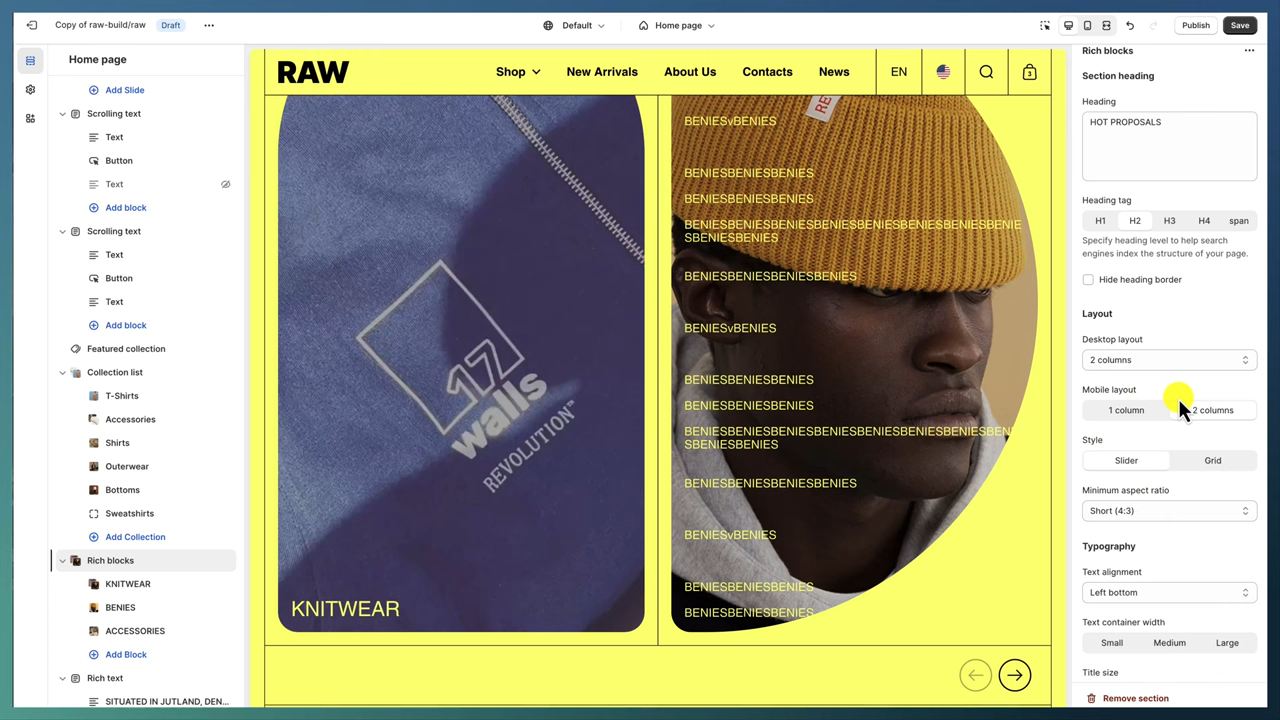 Copy of raw-build/raw
Draft
Default
Home page
Publish
Save
Home page
Add Slide
Scrolling text
Text
Button
Text
Add block
Scrolling text
Text
Button
Text
Add block
Featured collection
Collection list
T-Shirts
Accessories
Shirts
Outerwear
Bottoms
Sweatshirts
Add Collection
Rich blocks
KNITWEAR
BENIES
ACCESSORIES
Add Block
Rich text
SITUATED IN JUTLAND, DEN...
RAW
Shop
New Arrivals
About Us
Contacts
News
EN
3
17
walls
REVOLUTION™
KNITWEAR
RE
BENIESvBENIES
BENIESBENIESBENIES
BENIESBENIESBENIES
BENIESBENIESBENIESBENIESBENIESBENIESBENIESBENIE
SBENIESBENIES
BENIESBENIESBENIESBENIES
BENIESvBENIES
BENIESBENIESBENIES
BENIESBENIESBENIES
BENIESBENIESBENIESBENIESBENIESBENIESBENIESBEN
SBENIESBENIES
BENIESBENIESBENIESBENIES
BENIESvBENIES
BENIESBENIESBENIES
BENIESBENIESBENIES
Rich blocks
Section heading
Heading
HOT PROPOSALS
Heading tag
H1
H2
H3
H4
span
Specify heading level to help search
engines index the structure of your page.
Hide heading border
Layout
Desktop layout
2 columns
Mobile layout
1 column
2 columns
Style
Slider
Grid
Minimum aspect ratio
Short (4:3)
Typography
Text alignment
Left bottom
Text container width
Small
Medium
Large
Title size
Remove section